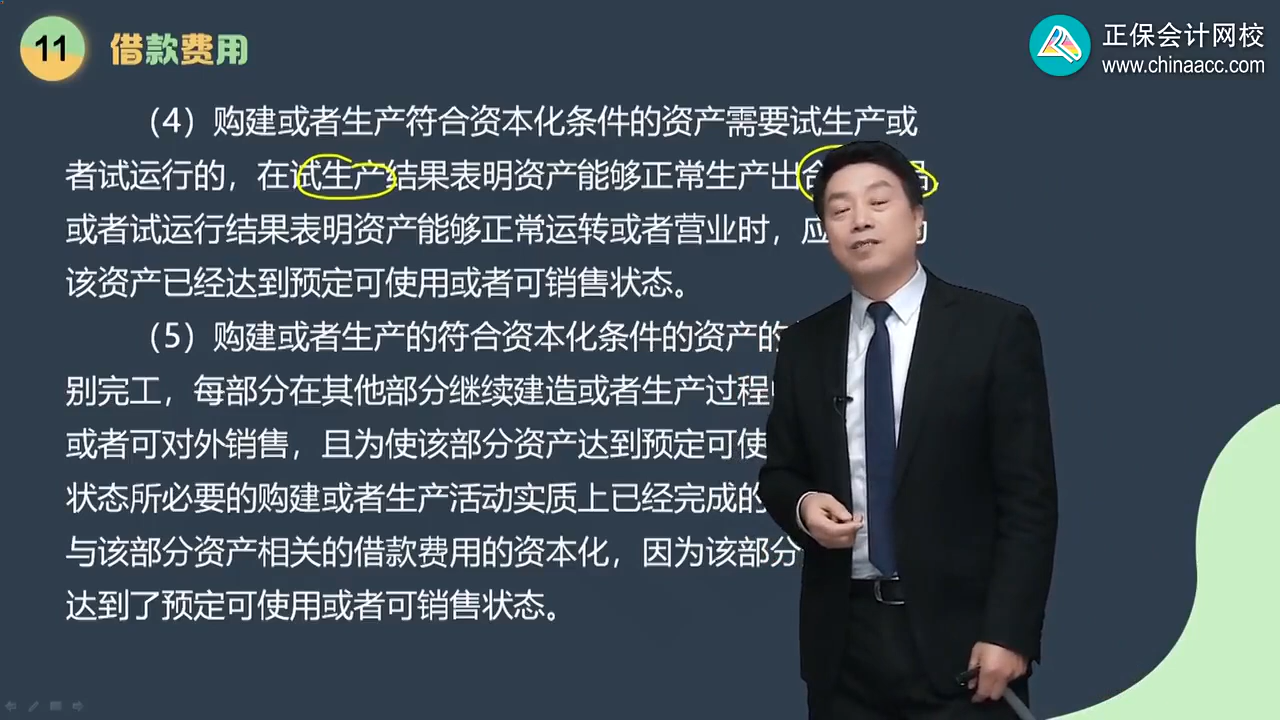 11 借款费用
正保会计网校
www.chinaacc.com
（4）购建或者生产符合资本化条件的资产需要试生产或
者试运行的，在试生产结果表明资产能够正常生产出合
或者试运行结果表明资产能够正常运转或者营业时，应
该资产已经达到预定可使用或者可销售状态。
（5）购建或者生产的符合资本化条件的资产的
别完工，每部分在其他部分继续建造或者生产过程
或者可对外销售，且为使该部分资产达到预定可使
状态所必要的购建或者生产活动实质上已经完成的
与该部分资产相关的借款费用的资本化，因为该部分
达到了预定可使用或者可销售状态。